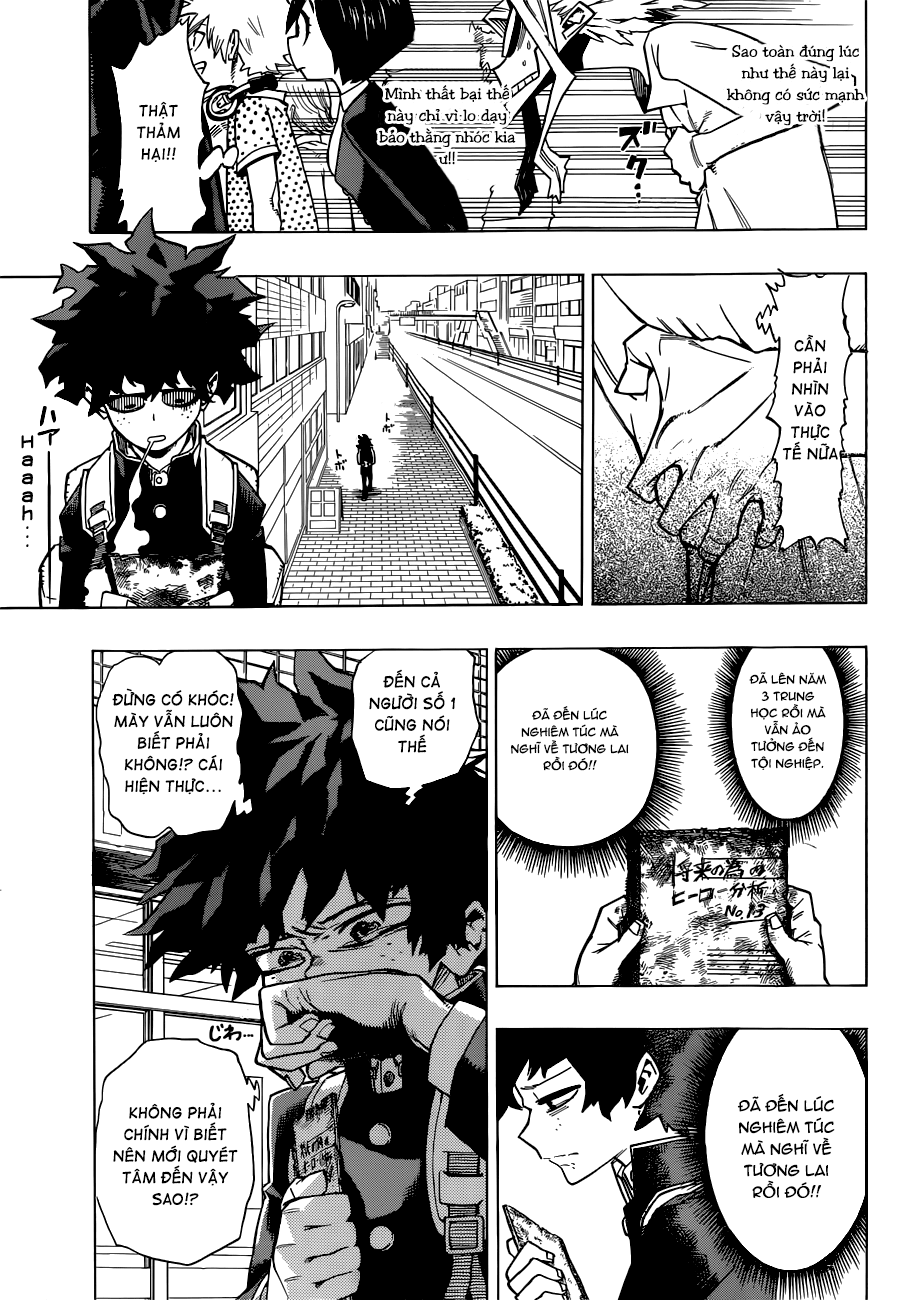 Sao toàn đúng lúc
như thế này lại
không có sức mạnh
vậy trời!
Mình thất bại thế
này chỉ vì lo dạy
bảo thằng nhóc kia
ư!!
ズク…
THẬT
THẢM
HẠI!!
CẦN
PHẢI
NHÌN
VÀO
THỰC
TẾ NỮA
トボ
トボ
ハァー
Haaah...
ĐÃ LÊN NĂM
3 TRUNG
HỌC RỒI MÀ
VẪN ẢO
TƯỞNG ĐẾN
TỘI NGHIỆP.
ĐÃ ĐẾN LÚC
NGHIÊM TÚC MÀ
NGHĨ VỀ TƯƠNG LAI
RỒI ĐÓ!!
将来の為の
ヒーロー分析
No.13
ĐẾN CẢ
NGƯỜI SỐ 1
CŨNG NÓI
THẾ
ĐỪNG CÓ KHÓC!
MÀY VẪN LUÔN
BIẾT PHẢI
KHÔNG!? CÁI
HIỆN THỰC...
じわ…
KHÔNG PHẢI
CHÍNH VÌ BIẾT
NÊN MỚI QUYẾT
TÂM ĐẾN VẬY
SAO!?
ĐÃ ĐẾN LÚC
NGHIÊM TÚC
MÀ NGHĨ VỀ
TƯƠNG LAI
RỒI ĐÓ!!